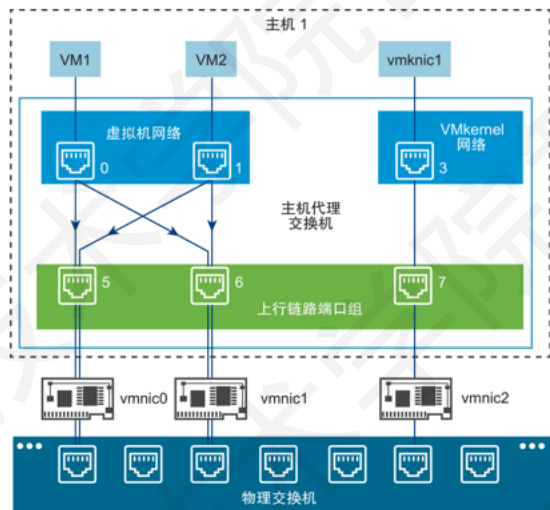 主机 1
VM1
VM2
vmknic1
虚拟机网络
VMkernel
网络
0
1
3
主机代理
交换机
5
6
7
上行链路端口组
vmnic0
vmnic1
vmnic2
物理交换机